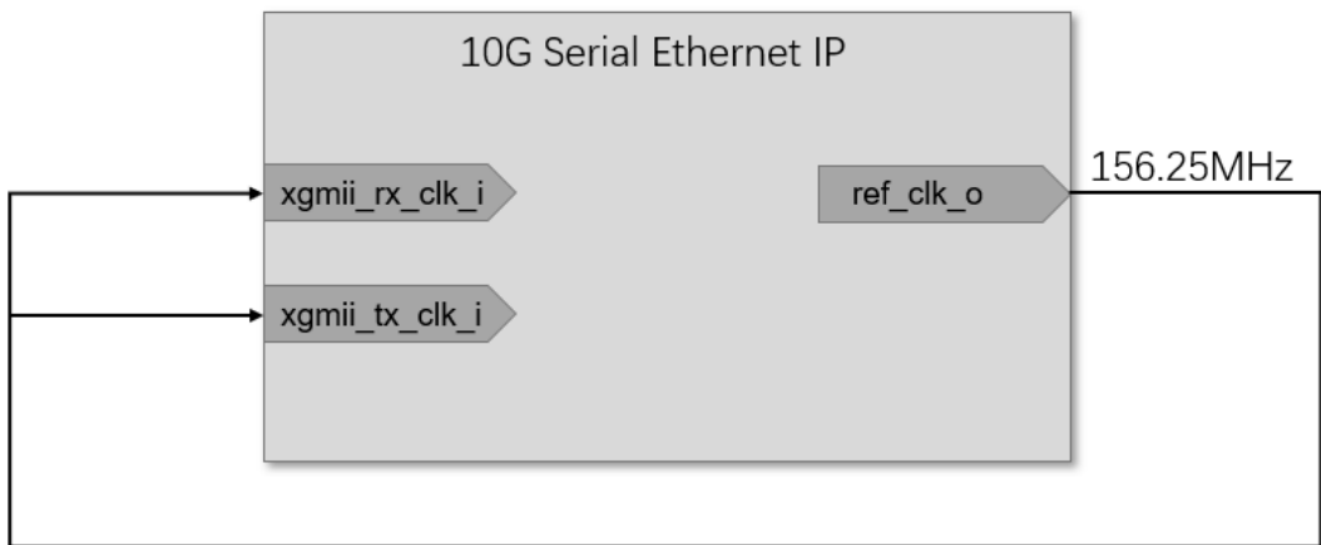 10G Serial Ethernet IP
156.25MHz
xgmii_rx_clk_i
ref_clk_o
xgmii_tx_clk_i